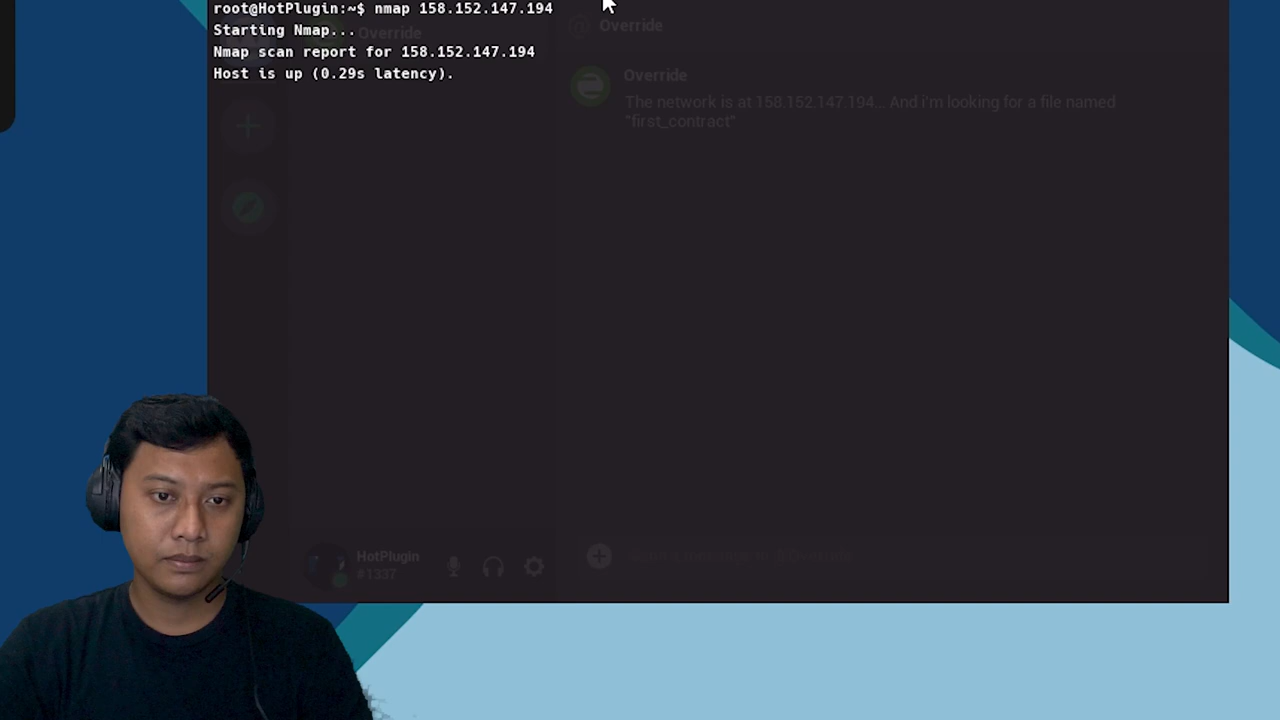 root@HotPlugin:~$ nmap 158.152.147.194
Starting Nmap...
Nmap scan report for 158.152.147.194
Host is up (0.29s latency).
Override
Override
Override
The network is at 158.152.147.194... And i'm looking for a file named
"first_contract"
HotPlugin
#1337